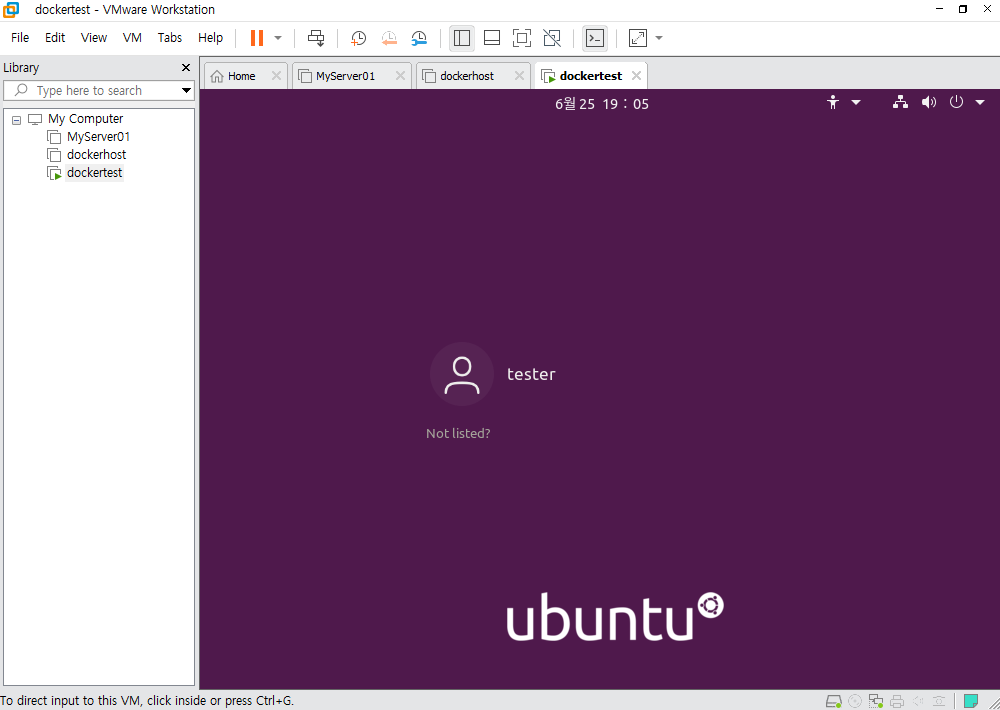 dockertest - VMware Workstation
File Edit View VM Tabs Help
Library
Type here to search
My Computer
MyServer01
dockerhost
dockertest
Home MyServer01 dockerhost dockertest
6월 25 19 : 05
tester
Not listed?
ubuntu
To direct input to this VM, click inside or press Ctrl+G.